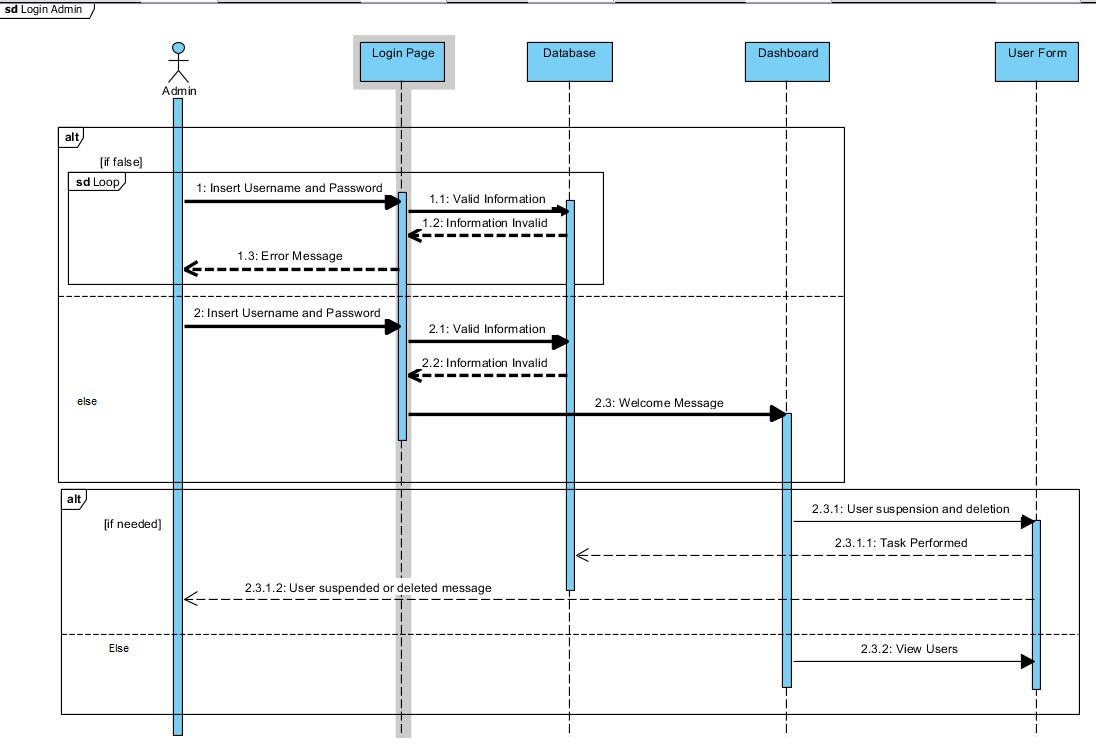 sd Login Admin
Login Page
Database
Dashboard
User Form
Admin
alt
[if false]
sd Loop
1: Insert Username and Password
1.1: Valid Information
1.2: Information Invalid
1.3: Error Message
2: Insert Username and Password
2.1: Valid Information
2.2: Information Invalid
else
2.3: Welcome Message
alt
[if needed]
2.3.1: User suspension and deletion
2.3.1.1: Task Performed
2.3.1.2: User suspended or deleted message
Else
2.3.2: View Users